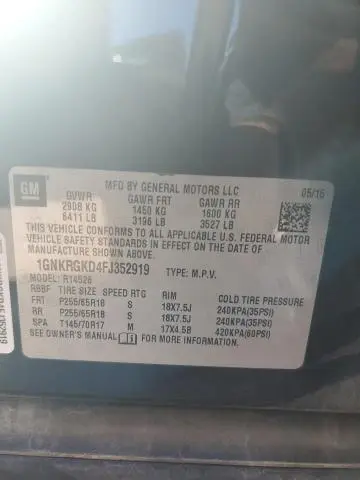 GM
MFD BY GENERAL MOTORS LLC 05/15
GVWR GAWR FRT GAWR RR
2908 KG 1450 KG 1600 KG
6411 LB 3196 LB 3527 LB
THIS VEHICLE CONFORMS TO ALL APPLICABLE U.S. FEDERAL MOTOR
VEHICLE SAFETY STANDARDS IN EFFECT ON THE DATE OF
MANUFACTURE SHOWN ABOVE.
1GNKRGKD4FJ352919 TYPE: M.P.V.
R14526
RBBF TIRE SIZE SPEED RTG RIM COLD TIRE PRESSURE
FRT P255/65R18 S 18X7.5J 240KPA(35PSI)
RR P255/65R18 S 18X7.5J 240KPA(35PSI)
SPA T145/70R17 M 17X4.5B 420KPA(60PSI)
SEE OWNER'S MANUAL FOR MORE INFORMATION.